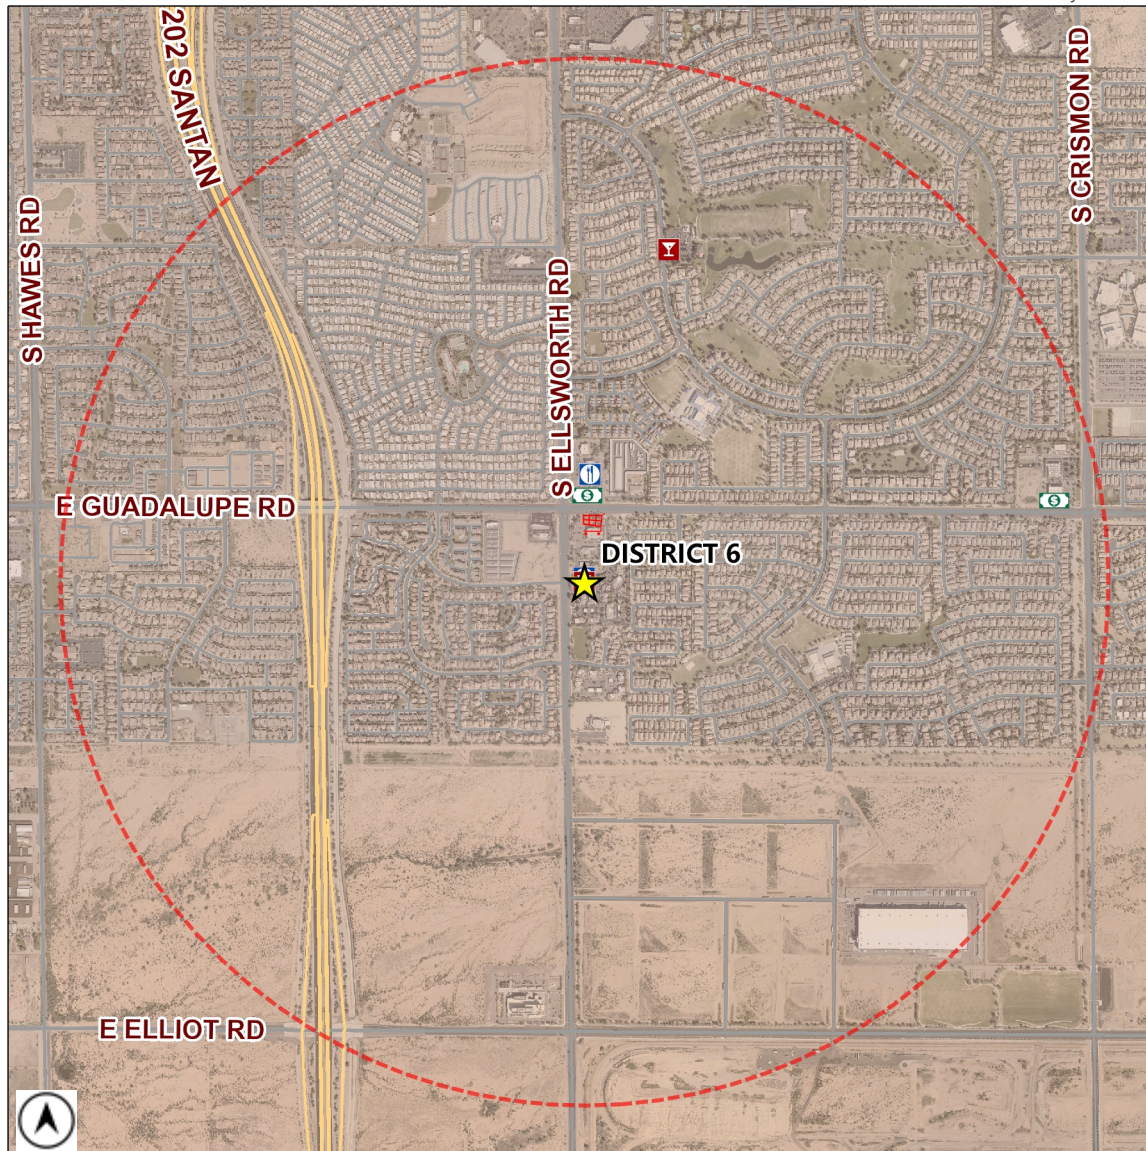 202 SANTAN
S CRISMON RD
S HAWES RD
S ELLSWORTH RD
E GUADALUPE RD
$
$
DISTRICT 6
E ELLIOT RD